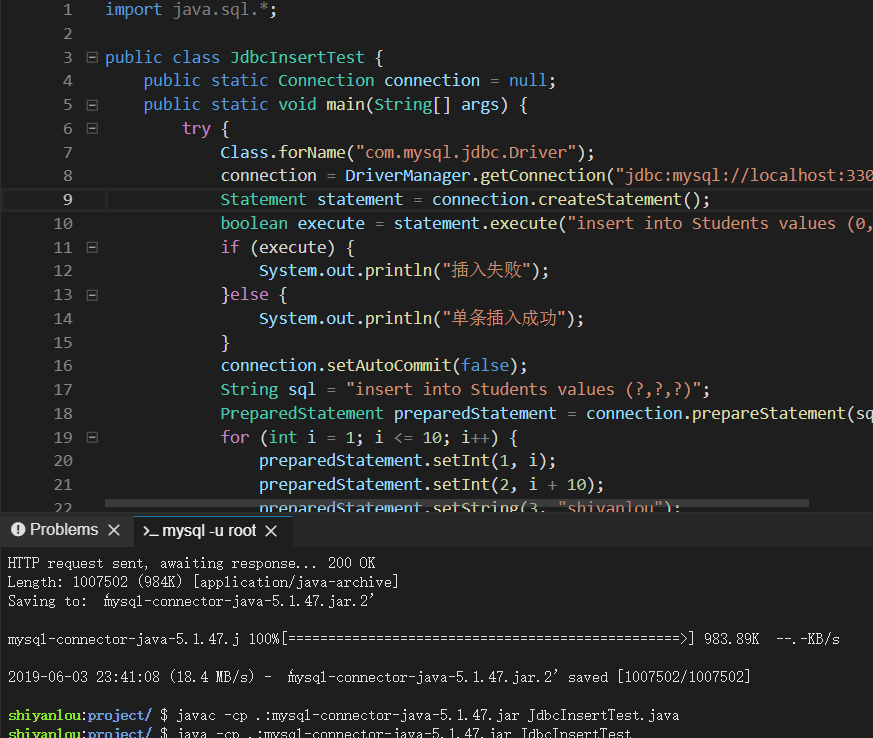 1 import java.sql.*;
2
3 public class JdbcInsertTest {
4 public static Connection connection = null;
5 public static void main(String[] args) {
6 try {
7 Class.forName("com.mysql.jdbc.Driver");
8 connection = DriverManager.getConnection("jdbc:mysql://localhost:330
9 Statement statement = connection.createStatement();
10 boolean execute = statement.execute("insert into Students values (0,
11 if (execute) {
12 System.out.println("插入失败");
13 }else {
14 System.out.println("单条插入成功");
15 }
16 connection.setAutoCommit(false);
17 String sql = "insert into Students values (?,?,?)";
18 PreparedStatement preparedStatement = connection.prepareStatement(sq
19 for (int i = 1; i <= 10; i++) {
20 preparedStatement.setInt(1, i);
21 preparedStatement.setInt(2, i + 10);
22 preparedStatement.setString(3, "shiyanlou");
Problems × >_ mysql -u root ×
HTTP request sent, awaiting response... 200 OK
Length: 1007502 (984K) [application/java-archive]
Saving to: ‘mysql-connector-java-5.1.47.jar.2’
mysql-connector-java-5.1.47.j 100%[=================================================>] 983.89K --.-KB/s
2019-06-03 23:41:08 (18.4 MB/s) - ‘mysql-connector-java-5.1.47.jar.2’ saved [1007502/1007502]
shiyanlou:project/ $ javac -cp .:mysql-connector-java-5.1.47.jar JdbcInsertTest.java
shiyanlou:project/ $ java -cp .:mysql-connector-java-5.1.47.jar JdbcInsertTest